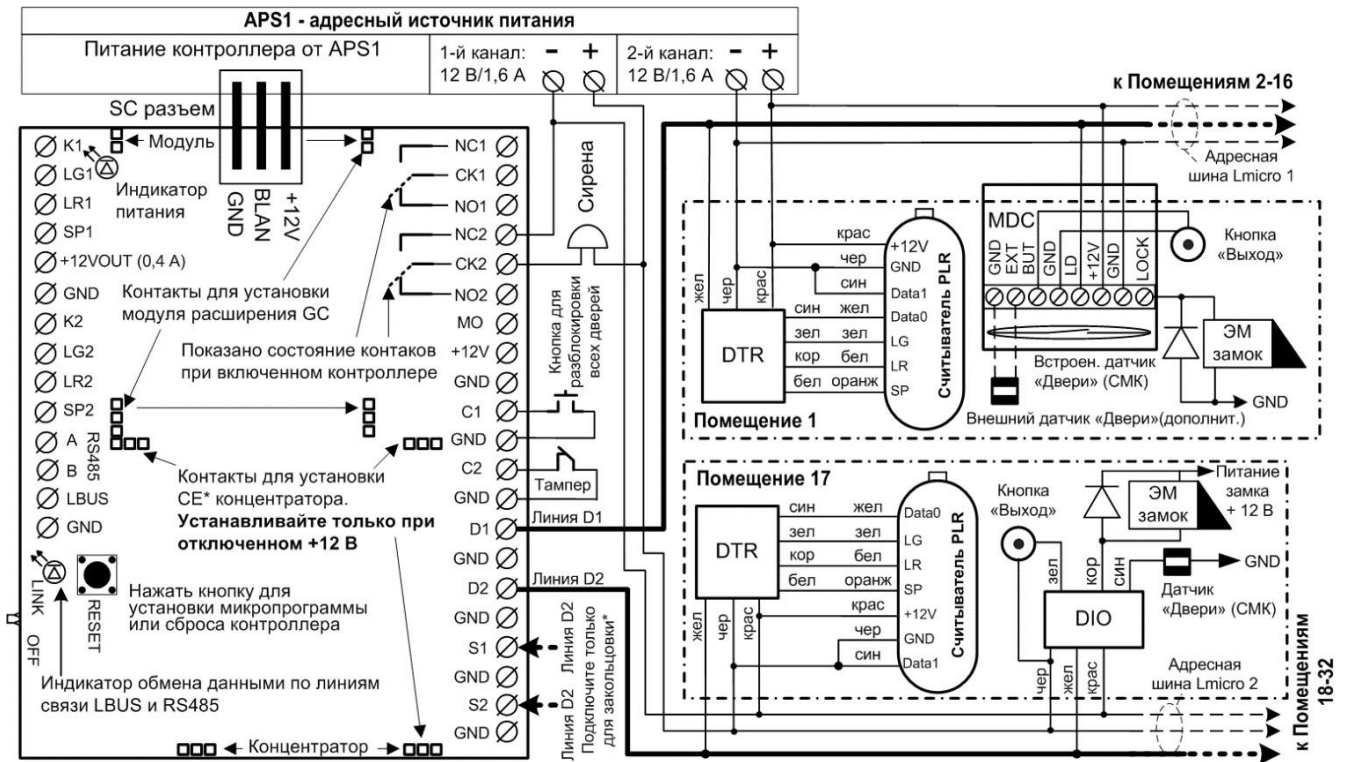 APS1 - адресный источник питания
Питание контроллера от APS1
1-й канал:
12 В/1,6 А
- +
2-й канал:
12 В/1,6 А
- +
SC разъем
GND
BLAN
+12V
Модуль
Индикатор
питания
K1
LG1
LR1
SP1
+12VOUT (0,4 A)
GND
K2
LG2
LR2
SP2
A
B
RS485
LBUS
GND
LINK
OFF
RESET
Контакты для установки
модуля расширения GC
Показано состояние контаков
при включенном контроллере
Контакты для установки
CE* концентратора.
Устанавливайте только при
отключенном +12 В
Нажать кнопку для
установки микропрограммы
или сброса контроллера
Индикатор обмена данными по линиям
связи LBUS и RS485
Концентратор
NC1
CK1
NO1
NC2
CK2
NO2
MO
+12V
GND
C1
GND
C2
GND
D1
GND
D2
GND
S1
GND
S2
GND
Сирена
Кнопка для
разблокировки
всех дверей
Тампер
Линия D1
Линия D2
Линия D2
Линия D2
Подключите только
для закольцовки*
к Помещениям 2-16
Адресная
шина Lmicro 1
жел
чер
крас
DTR
крас
чер
син
син жел
зел зел
кор бел
бел оранж
+12V
GND
Data1
Data0
LG
LR
SP
Считыватель PLR
Помещение 1
MDC
GND
EXT
BUT
GND
LD
+12V
GND
LOCK
Кнопка
«Выход»
Встроен. датчик
«Двери» (СМК)
Внешний датчик «Двери»(дополнит.)
ЭМ
замок
GND
Помещение 17
DTR
син жел
зел зел
кор бел
бел оранж
крас
чер
син
жел
чер
крас
Data0
LG
LR
SP
+12V
GND
Data1
Считыватель PLR
Кнопка
«Выход»
зел
кор
син
DIO
чер
жел
крас
ЭМ
замок
Питание
замка
+ 12 В
GND
Датчик
«Двери» (СМК)
Адресная
шина Lmicro 2
к Помещениям
18-32